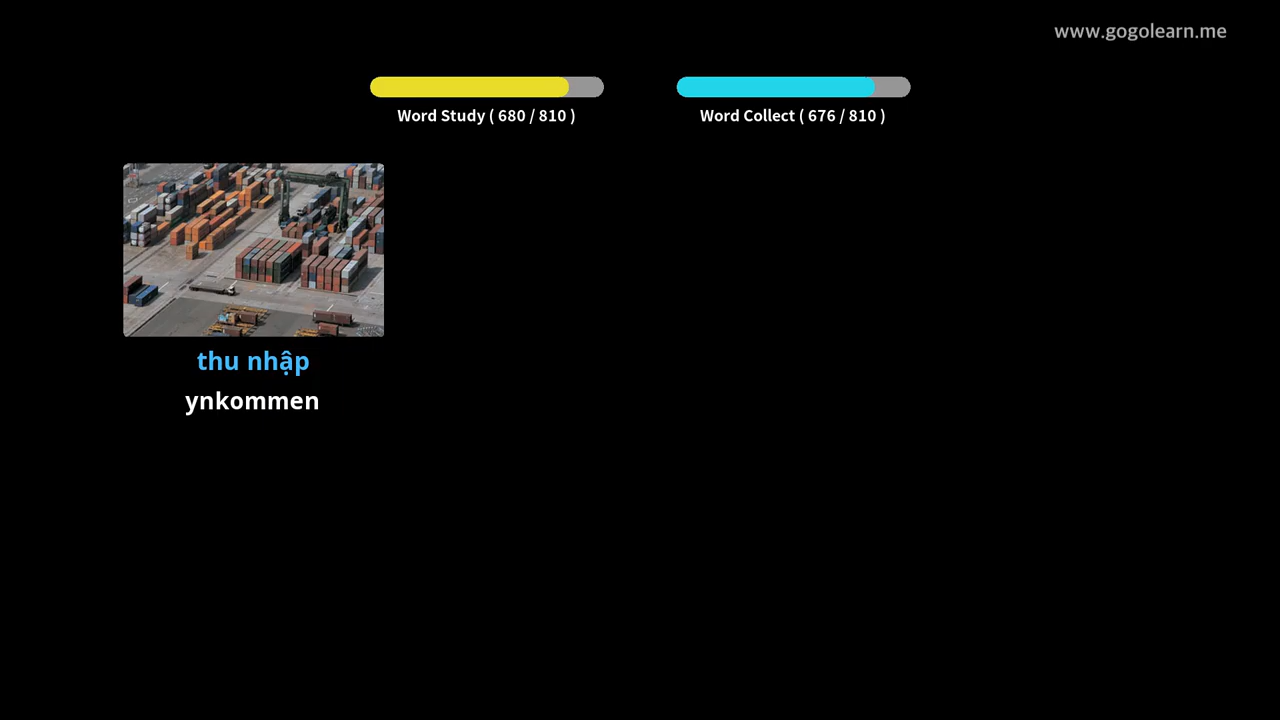 www.gogolearn.me
Word Study ( 680 / 810 )
Word Collect ( 676 / 810 )
thu nhập
ynkommen